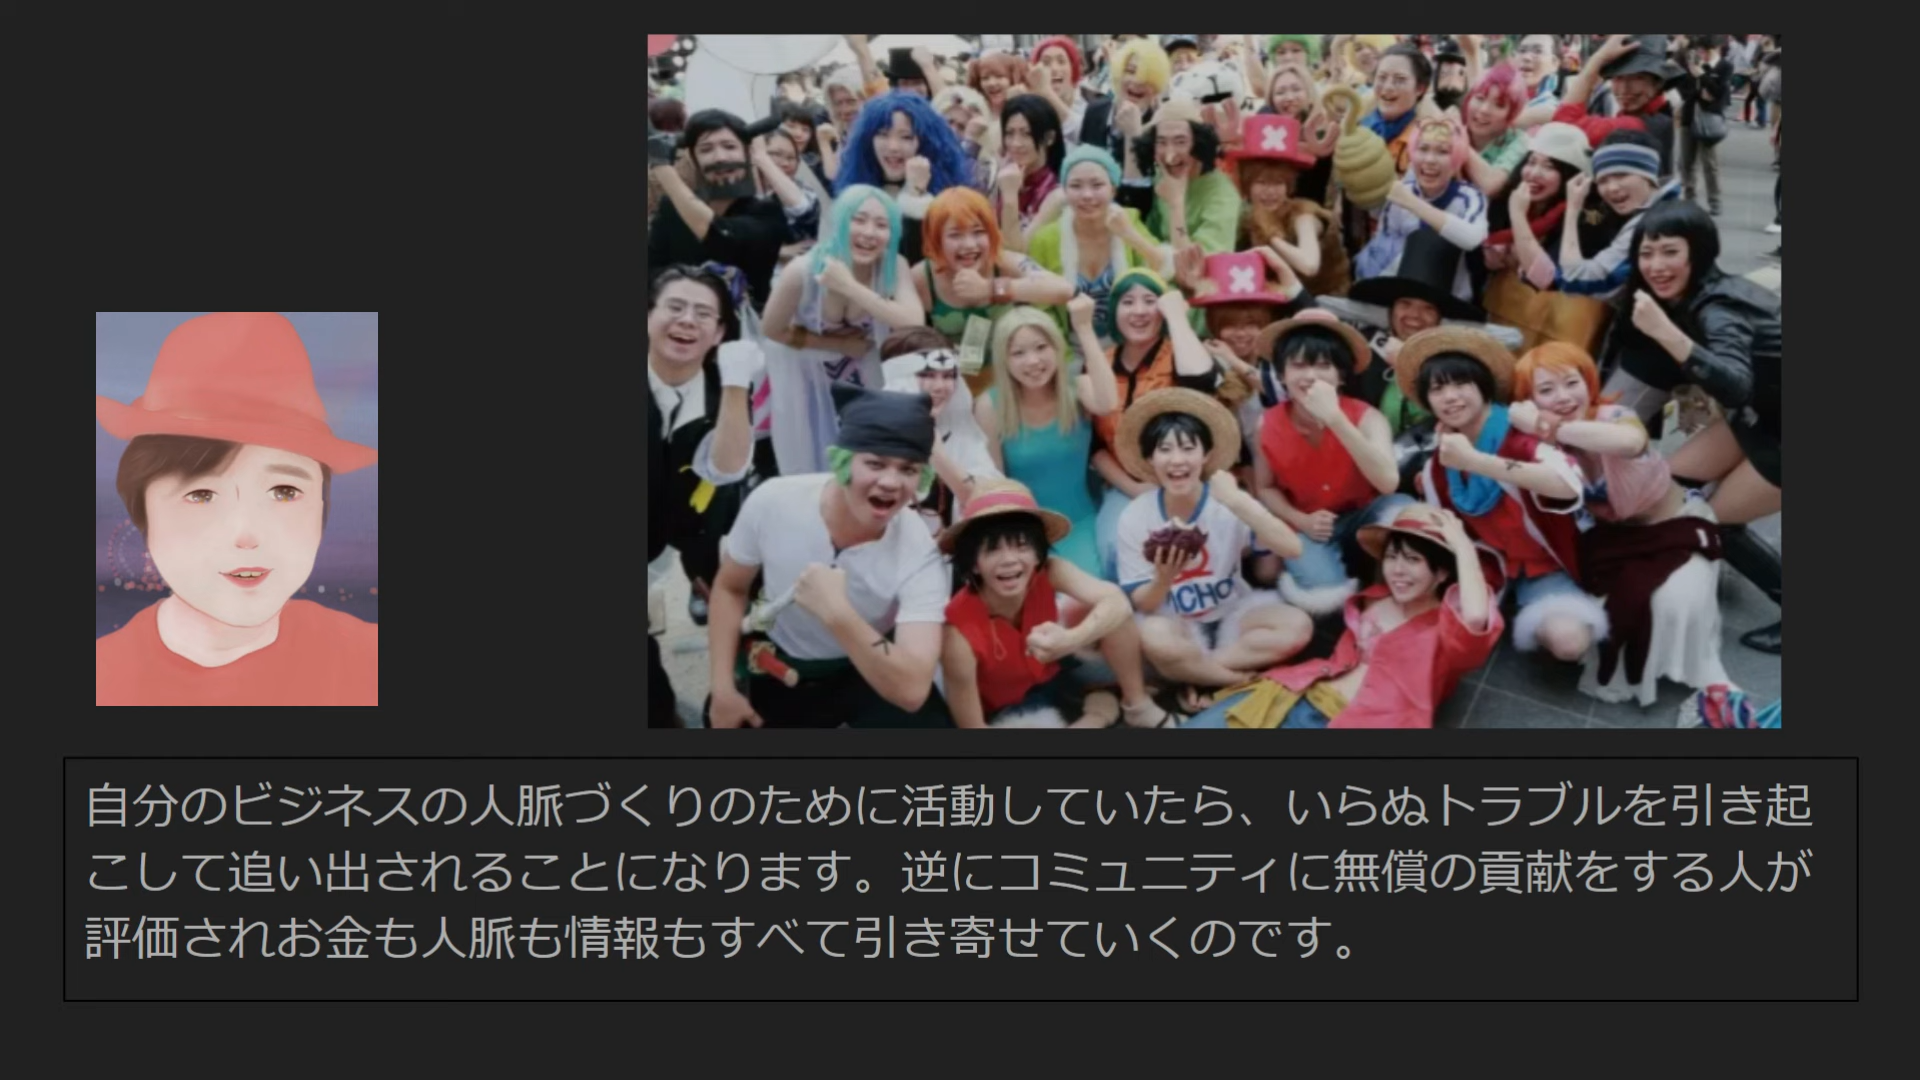 自分のビジネスの人脈づくりのために活動していたら、いらぬトラブルを引き起
こして追い出されることになります。逆にコミュニティに無償の貢献をする人が
評価されお金も人脈も情報もすべて引き寄せていくのです。